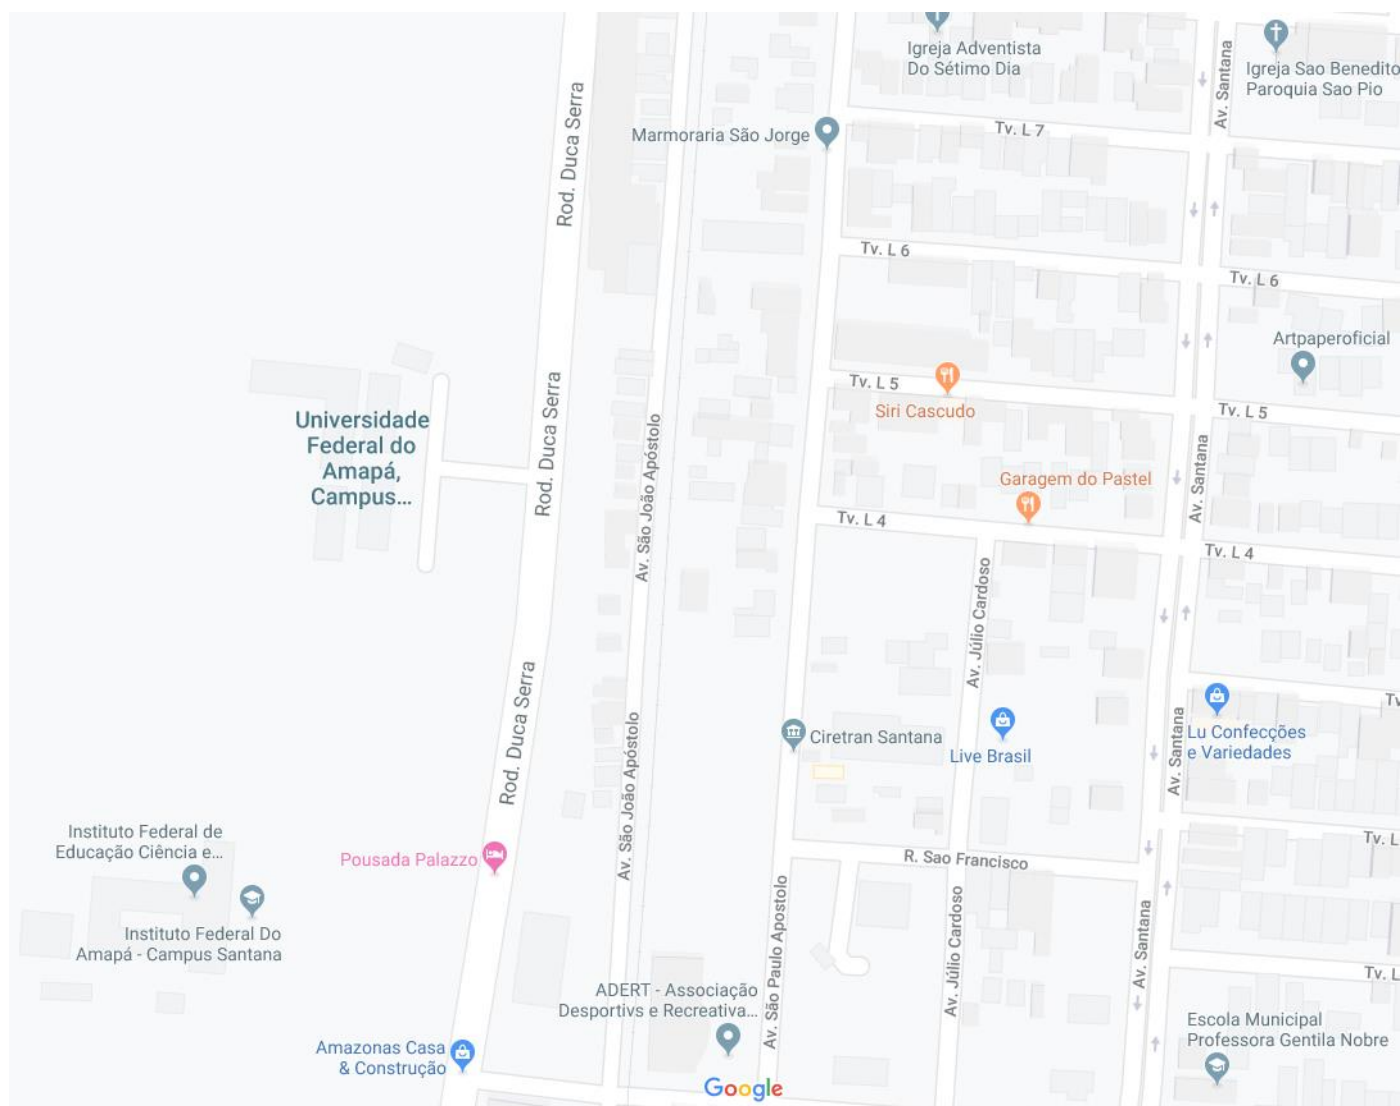 Igreja Adventista
Do Sétimo Dia
Av. Santana
Igreja Sao Benedito
Paroquia Sao Pio
Rod. Duca Serra
Marmoraria São Jorge
Tv. L 7
Tv. L 6
Tv. L 6
Artpaperoficial
Tv. L 5
Siri Cascudo
Tv. L 5
Universidade
Federal do
Amapá,
Campus...
Rod. Duca Serra
Av. São João Apóstolo
Av. Santana
Garagem do Pastel
Tv. L 4
Tv. L 4
Av. Júlio Cardoso
Rod. Duca Serra
Av. São João Apóstolo
Ciretran Santana
Live Brasil
Av. Santana
Lu Confecções
e Variedades
Tv
Instituto Federal de
Educação Ciência e...
Pousada Palazzo
R. Sao Francisco
Tv. L
Instituto Federal Do
Amapá - Campus Santana
Av. São Paulo Apostolo
Av. Júlio Cardoso
Av. Santana
Tv. L
ADERT - Associação
Desportivs e Recreativa...
Escola Municipal
Professora Gentila Nobre
Amazonas Casa
& Construção
Google